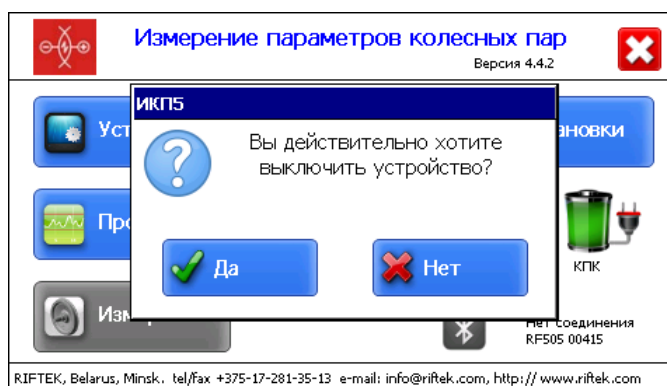 Измерение параметров колесных пар
Версия 4.4.2
ИКП5
Вы действительно хотите
выключить устройство?
Да
Нет
КПК
Нет соединения
RF505 00415
RIFTEK, Belarus, Minsk. tel/fax +375-17-281-35-13 e-mail: info@riftek.com, http://www.riftek.com